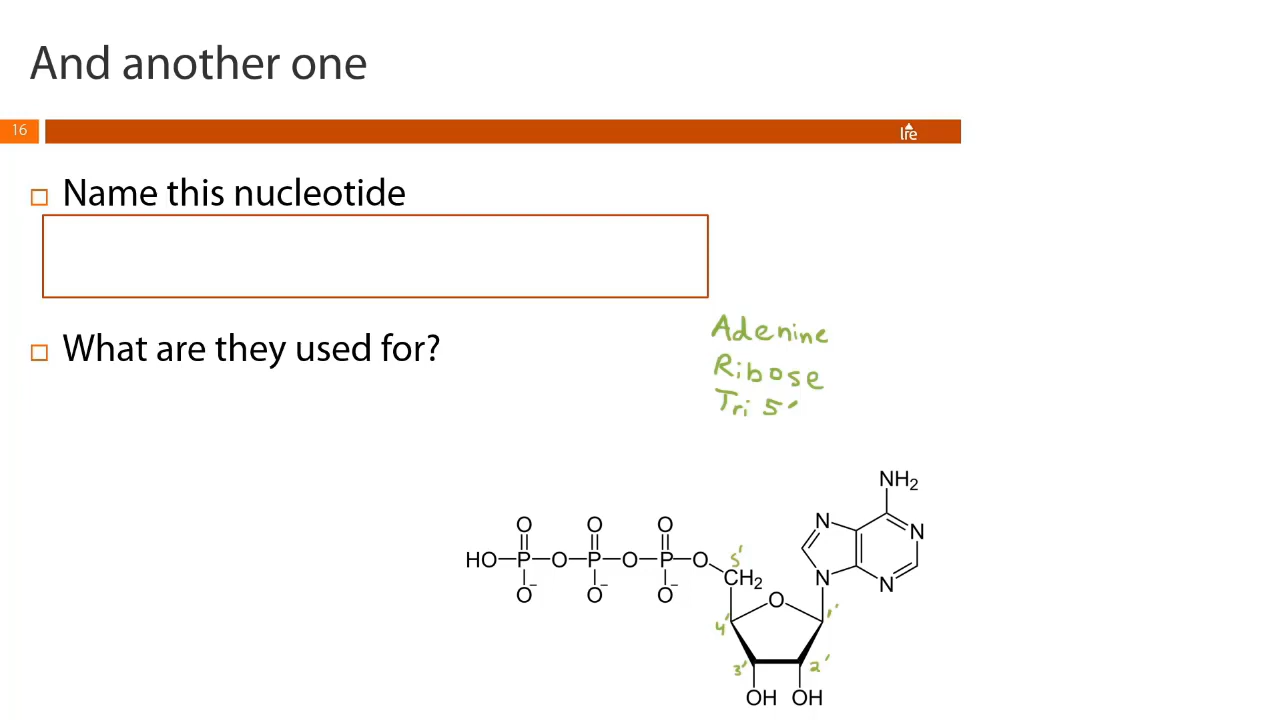 And another one
16
lre
Name this nucleotide
What are they used for?
Adenine
Ribose
Tri 5'
NH2
O O O N N
HO P O P O P O 5' CH2 N N
O− O− O− O
4' 1'
3' 2'
OH OH